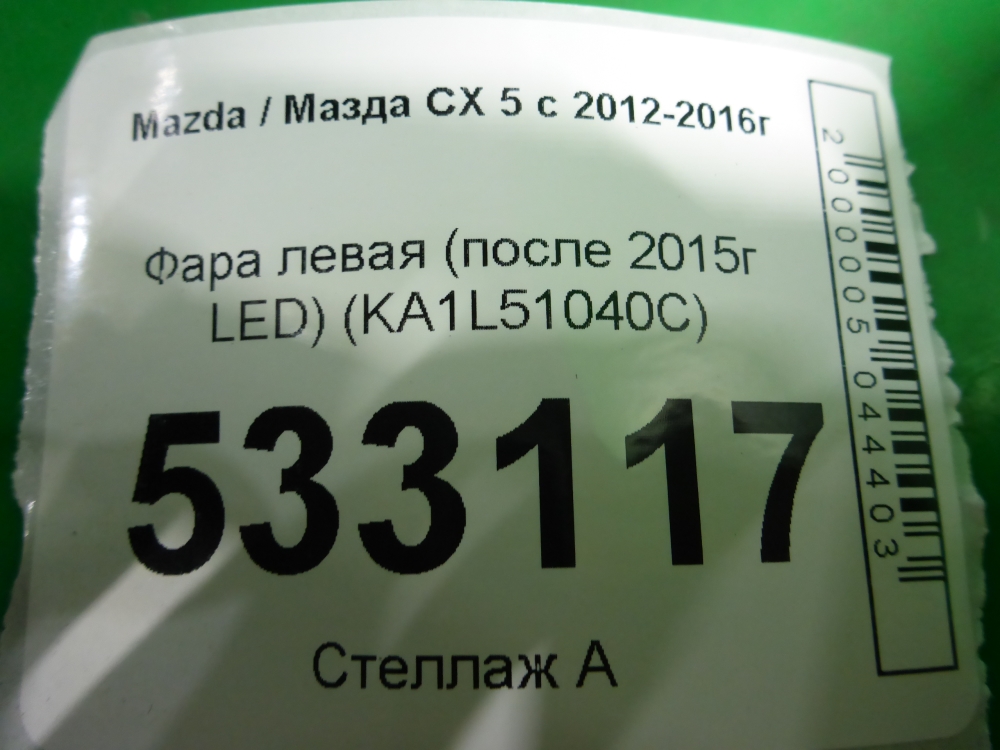 Mazda / Мазда CX 5 с 2012-2016г
Фара левая (после 2015г
LED) (KA1L51040C)
533117
Стеллаж А
2000005044403